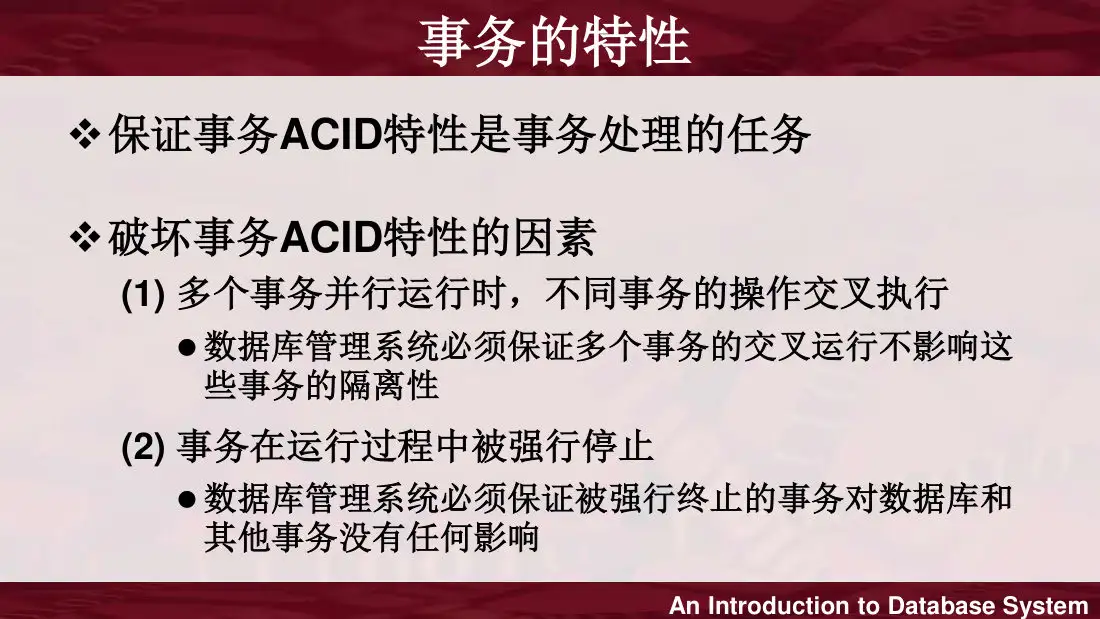 事务的特性
❖保证事务ACID特性是事务处理的任务
❖破坏事务ACID特性的因素
(1) 多个事务并行运行时，不同事务的操作交叉执行
●数据库管理系统必须保证多个事务的交叉运行不影响这
些事务的隔离性
(2) 事务在运行过程中被强行停止
●数据库管理系统必须保证被强行终止的事务对数据库和
其他事务没有任何影响
An Introduction to Database System